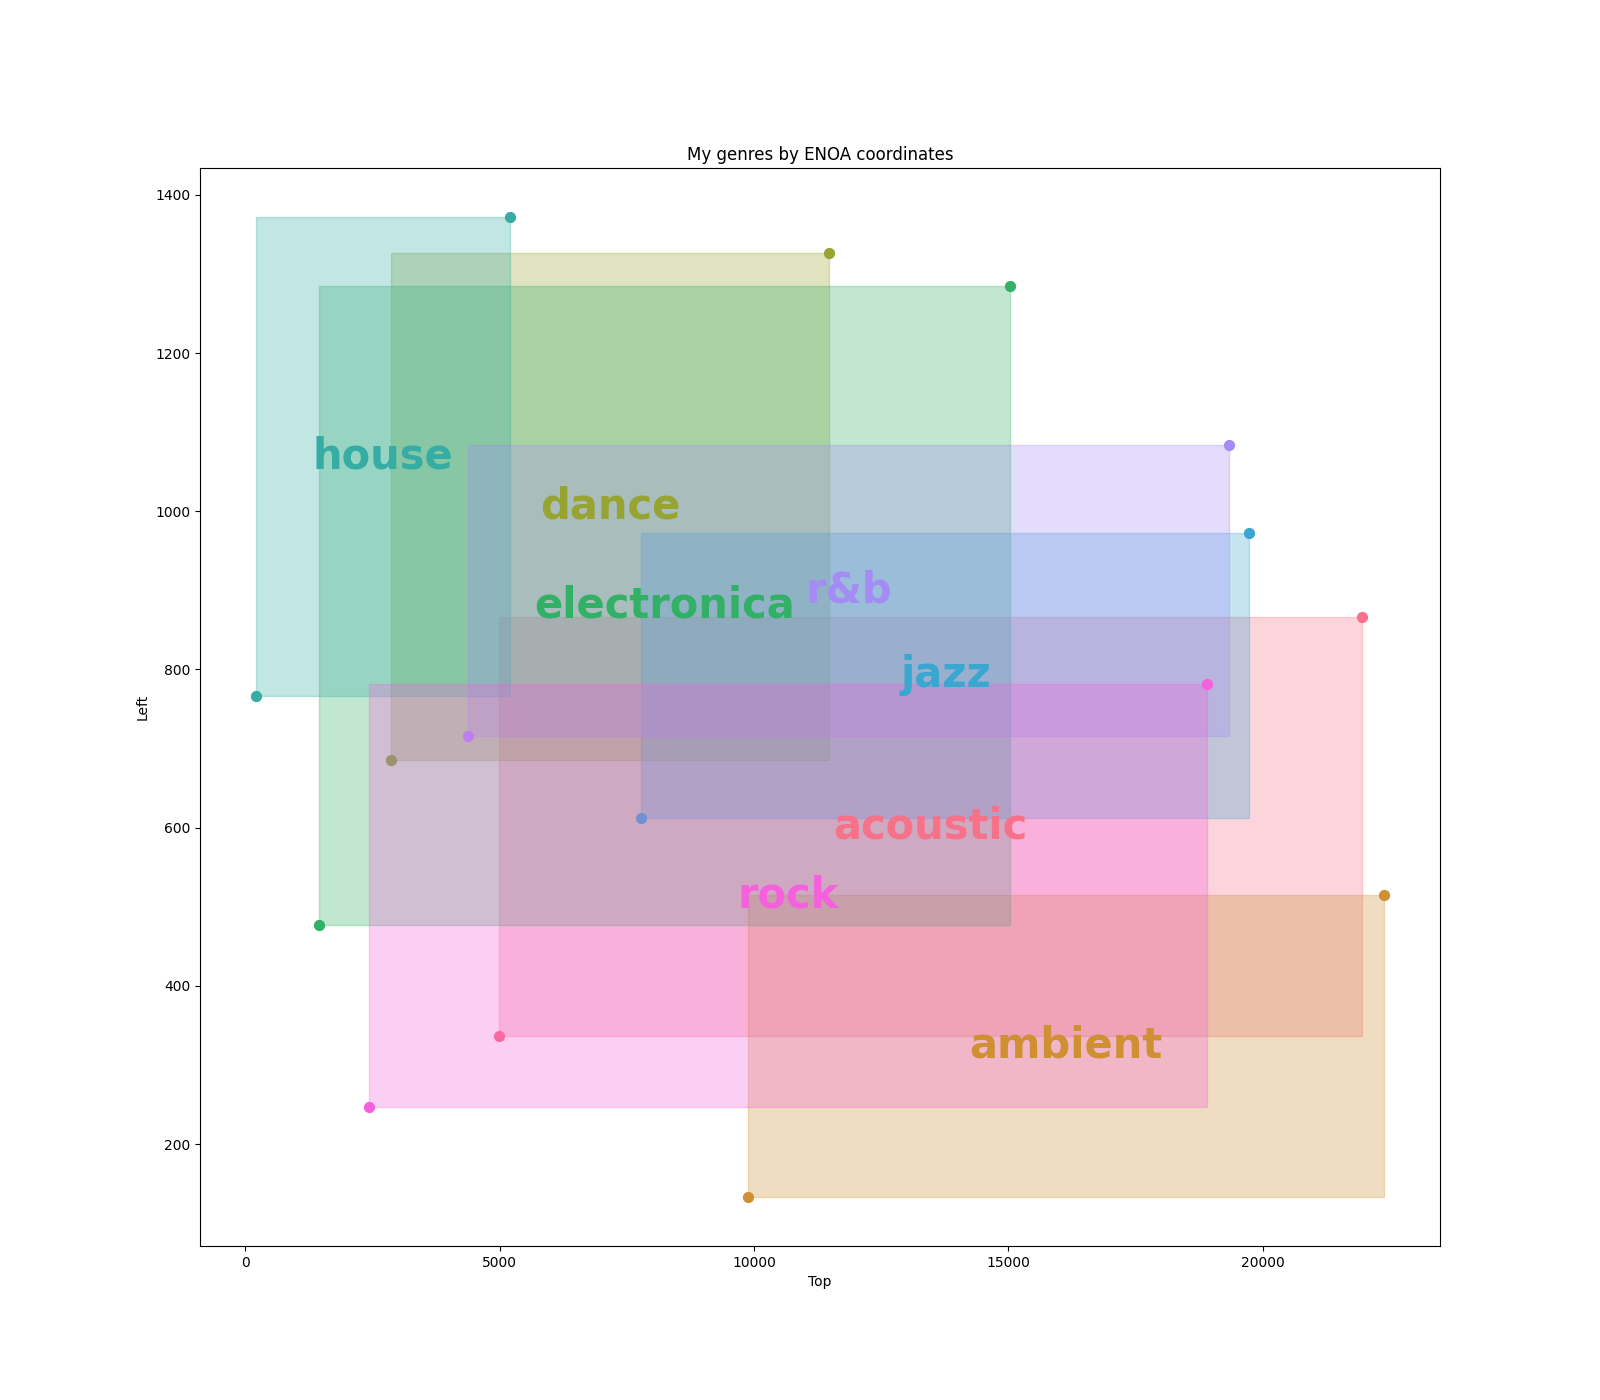 My genres by ENOA coordinates
1400
1200
1000
800
600
400
200
Left
house
dance
r&b
electronica
jazz
acoustic
rock
ambient
0 5000 10000 15000 20000
Top